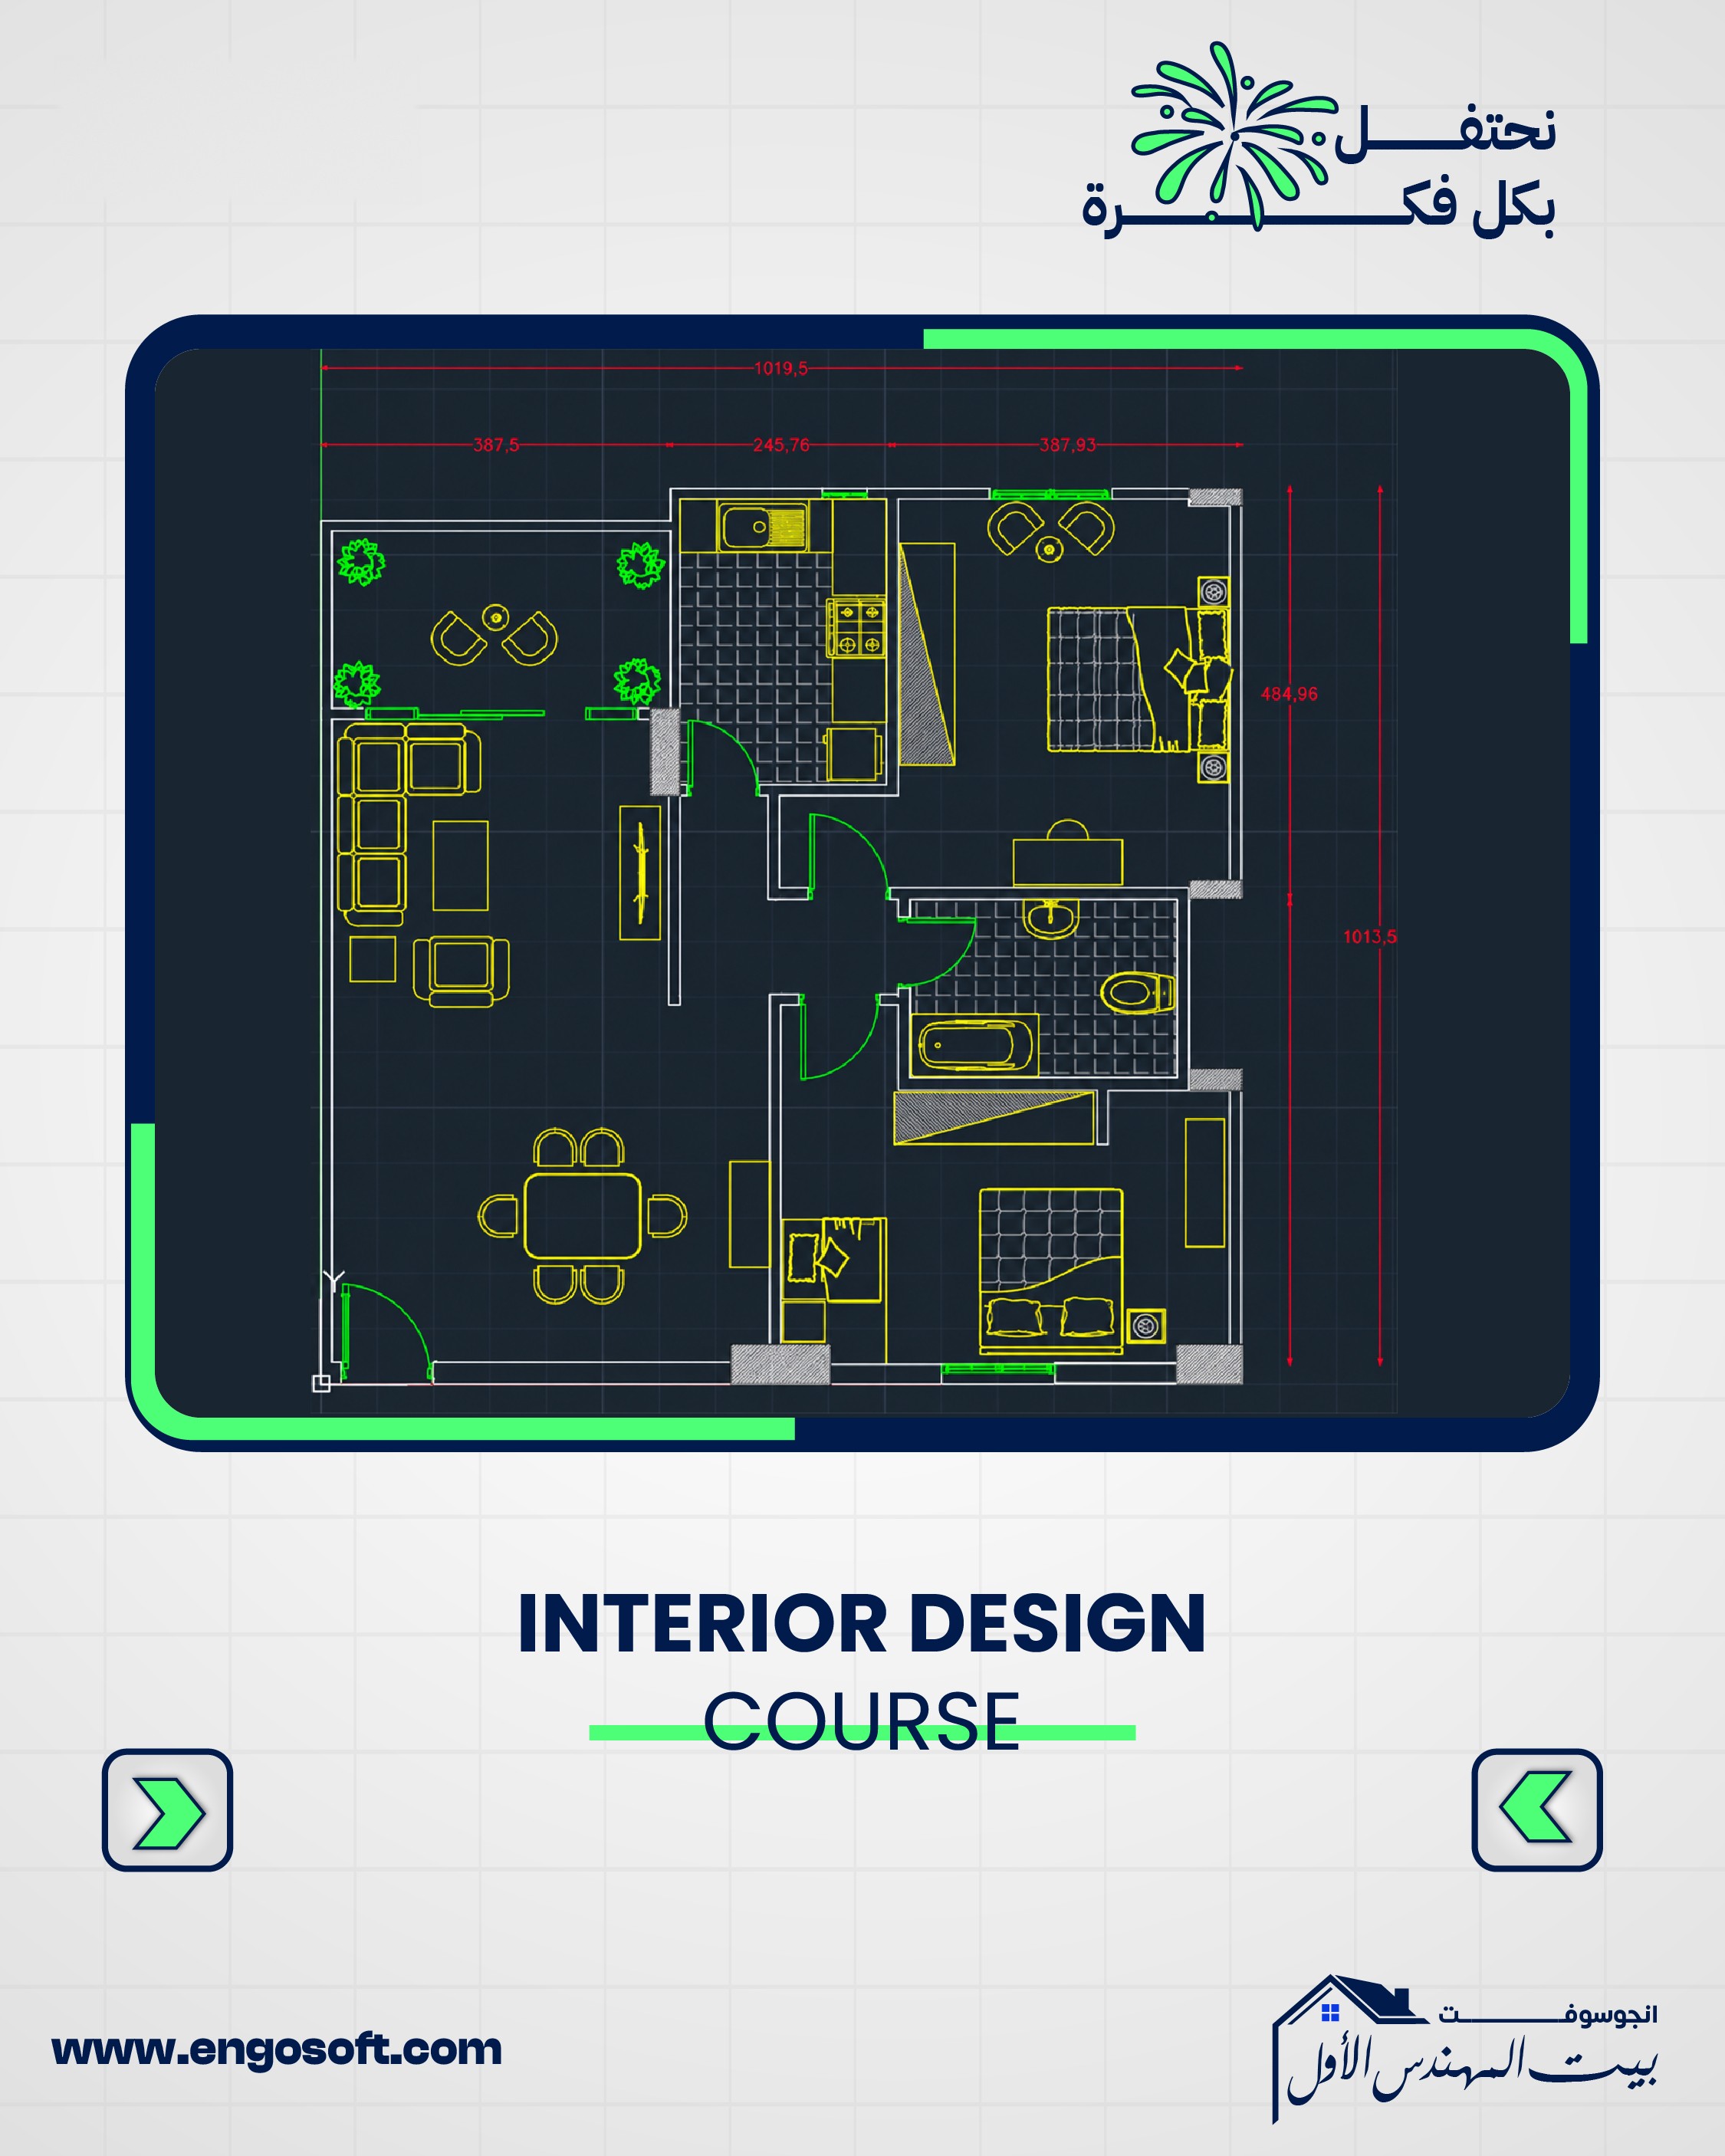 نحتفل
بكل فكرة
1019,5
387,5
245,76
387,93
484,96
1013,5
Y
INTERIOR DESIGN
COURSE
انجوسوفت
بيت المهندس الأول
www.engosoft.com